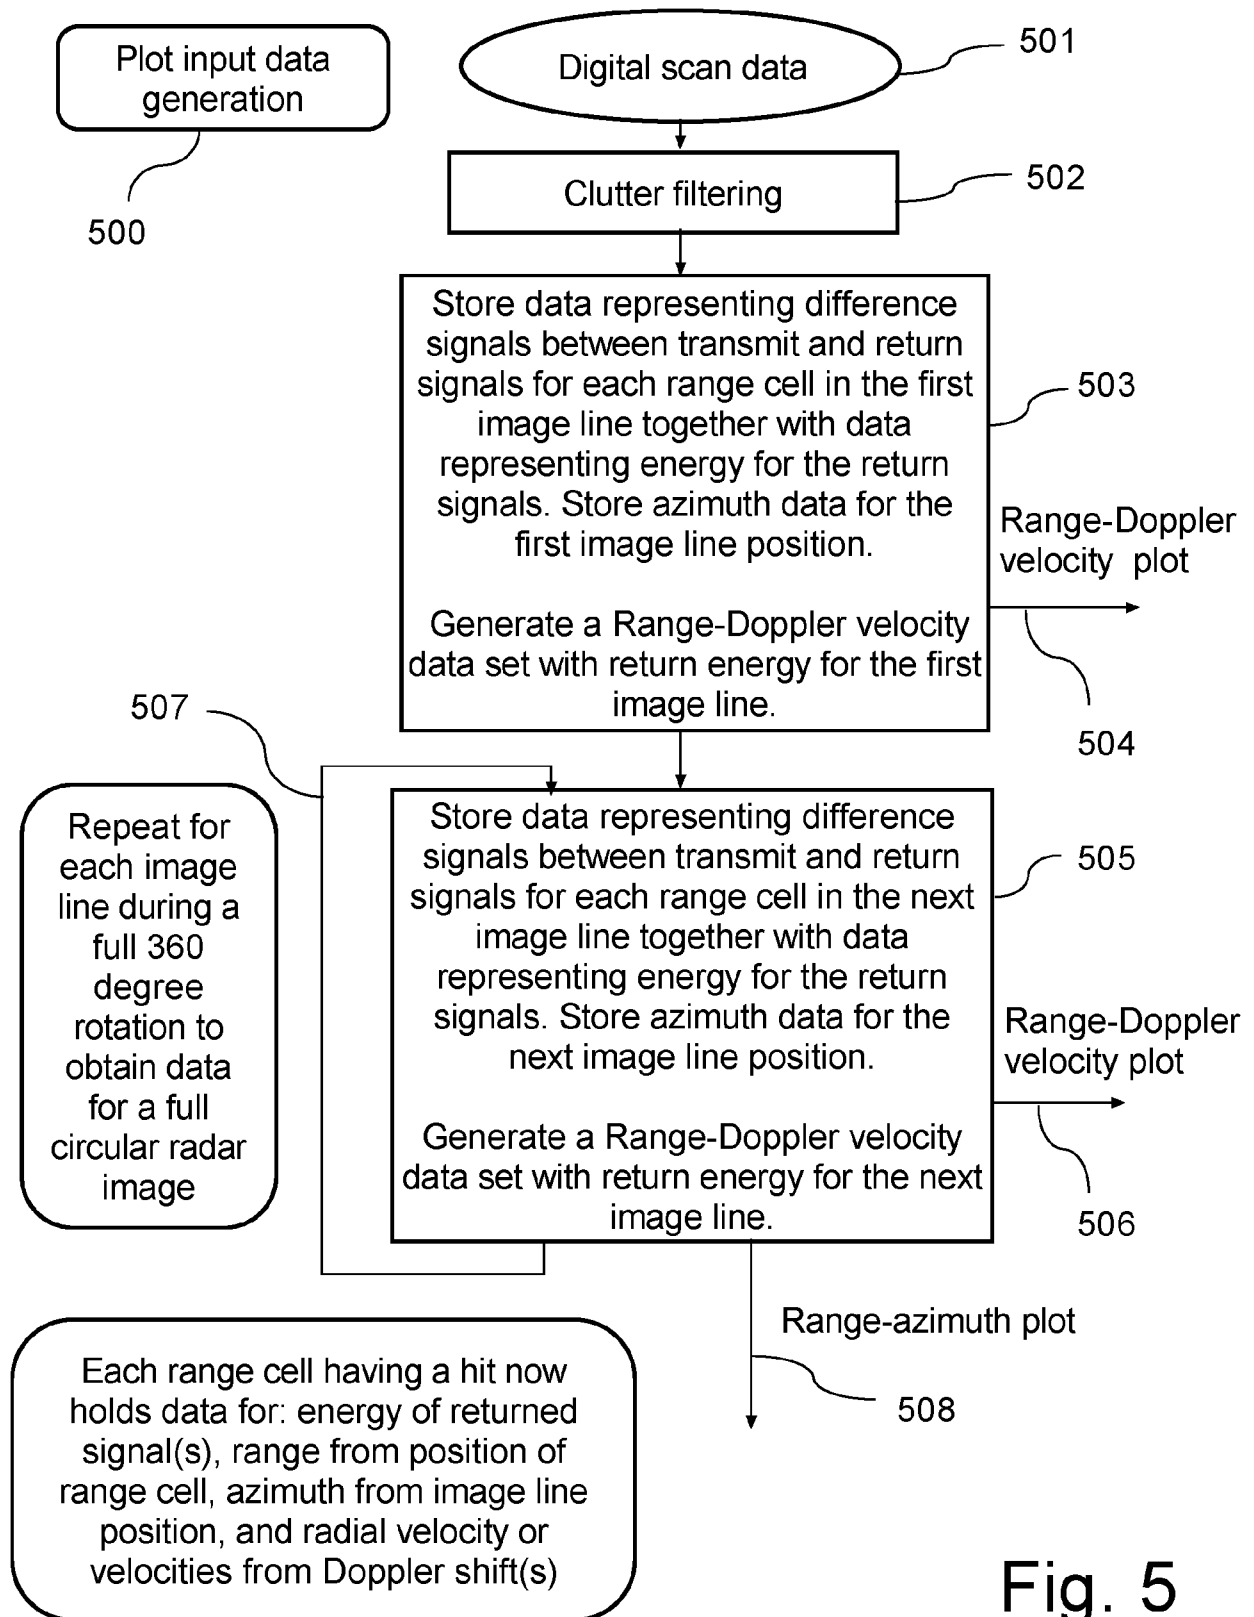 Plot input data
generation
500
Digital scan data
501
Clutter filtering
502
Store data representing difference
signals between transmit and return
signals for each range cell in the first
image line together with data
representing energy for the return
signals. Store azimuth data for the
first image line position.
Generate a Range-Doppler velocity
data set with return energy for the first
image line.
503
Range-Doppler
velocity plot
504
507
Repeat for
each image
line during a
full 360
degree
rotation to
obtain data
for a full
circular radar
image
Store data representing difference
signals between transmit and return
signals for each range cell in the next
image line together with data
representing energy for the return
signals. Store azimuth data for the
next image line position.
Generate a Range-Doppler velocity
data set with return energy for the next
image line.
505
Range-Doppler
velocity plot
506
Range-azimuth plot
508
Each range cell having a hit now
holds data for: energy of returned
signal(s), range from position of
range cell, azimuth from image line
position, and radial velocity or
velocities from Doppler shift(s)
Fig. 5